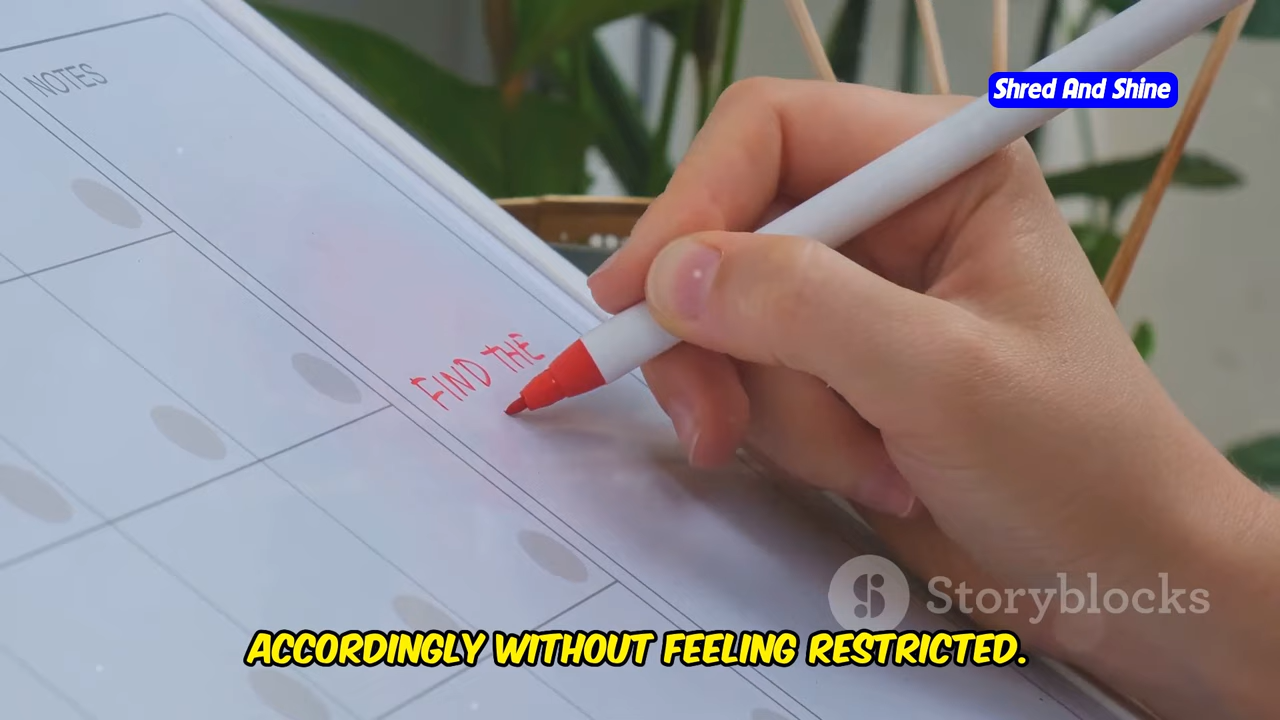 NOTES
Shred And Shine
FIND THE
Storyblocks
ACCORDINGLY WITHOUT FEELING RESTRICTED.